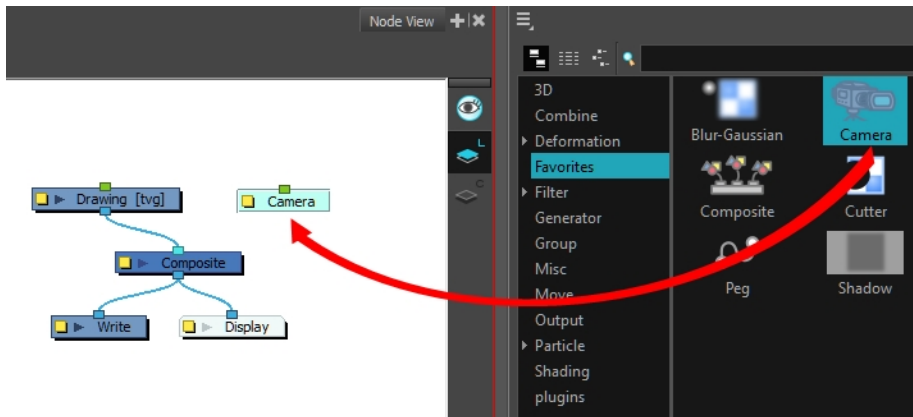 Node View
L
C
Drawing [tvg]
Camera
Composite
Write
Display
3D
Combine
Deformation
Favorites
Filter
Generator
Group
Misc
Move
Output
Particle
Shading
plugins
Blur-Gaussian
Camera
Composite
Cutter
Peg
Shadow